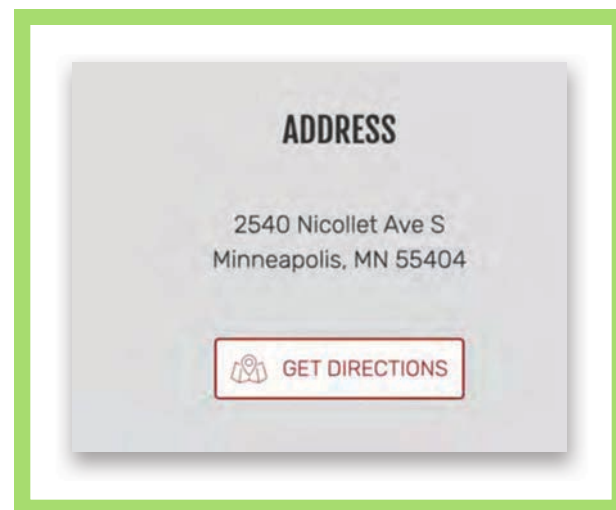 ADDRESS
2540 Nicollet Ave S
Minneapolis, MN 55404
GET DIRECTIONS